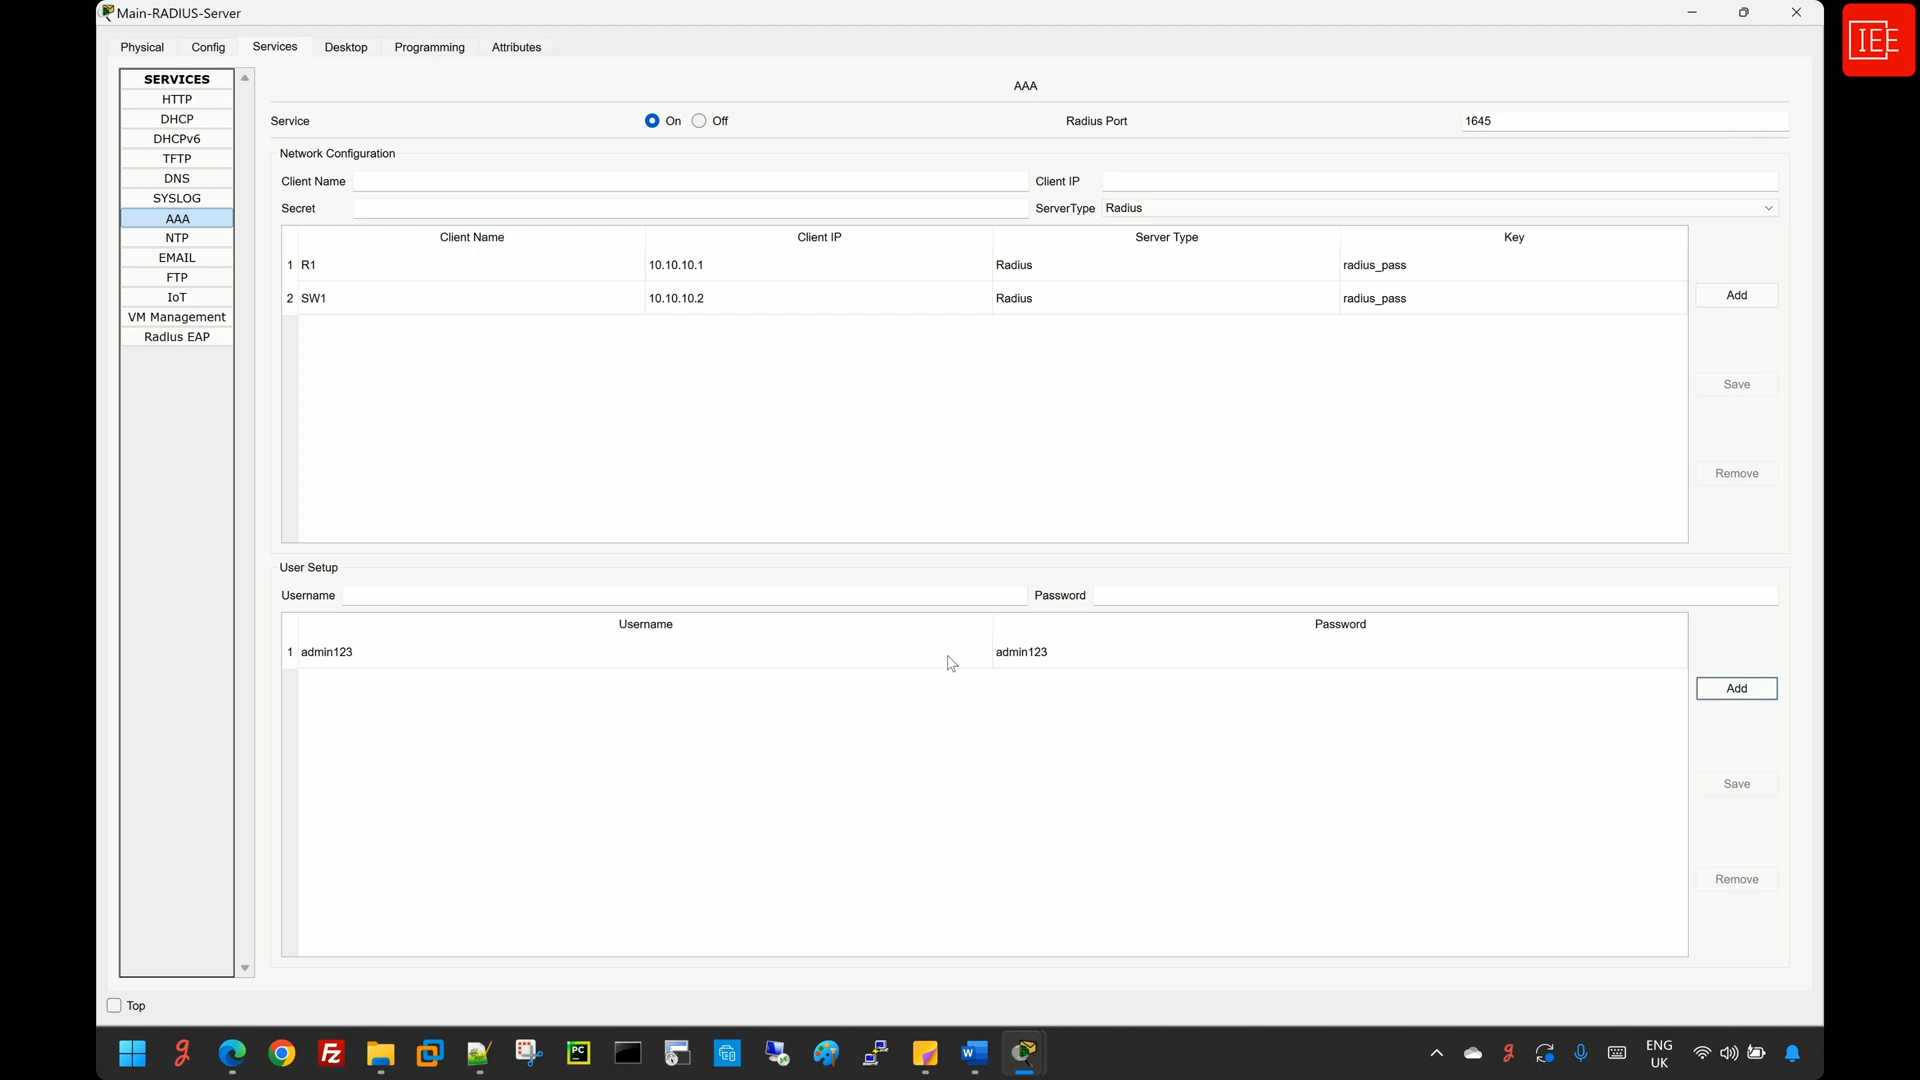 Main-RADIUS-Server
IEE
Physical Config Services Desktop Programming Attributes
SERVICES
HTTP
DHCP
DHCPv6
TFTP
DNS
SYSLOG
AAA
NTP
EMAIL
FTP
IoT
VM Management
Radius EAP
AAA
Service On Off Radius Port 1645
Network Configuration
Client Name Client IP
Secret ServerType Radius
Client Name Client IP Server Type Key
1 R1 10.10.10.1 Radius radius_pass
2 SW1 10.10.10.2 Radius radius_pass
Add
Save
Remove
User Setup
Username Password
Username Password
1 admin123 admin123
Add
Save
Remove
Top
FZ
PC
W
ENG
UK